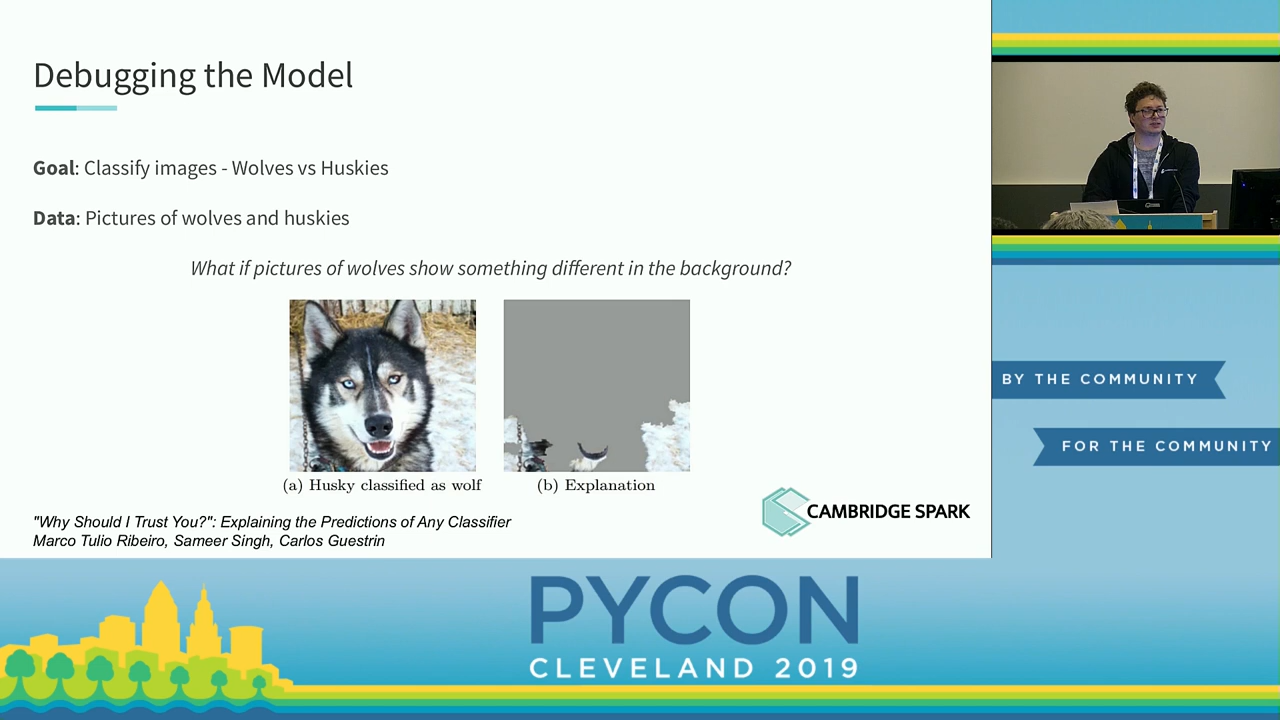 Debugging the Model
Goal: Classify images - Wolves vs Huskies
Data: Pictures of wolves and huskies
What if pictures of wolves show something different in the background?
(a) Husky classified as wolf
(b) Explanation
"Why Should I Trust You?": Explaining the Predictions of Any Classifier
Marco Tulio Ribeiro, Sameer Singh, Carlos Guestrin
CAMBRIDGE SPARK
BY THE COMMUNITY
FOR THE COMMUNITY
PYCON
CLEVELAND 2019